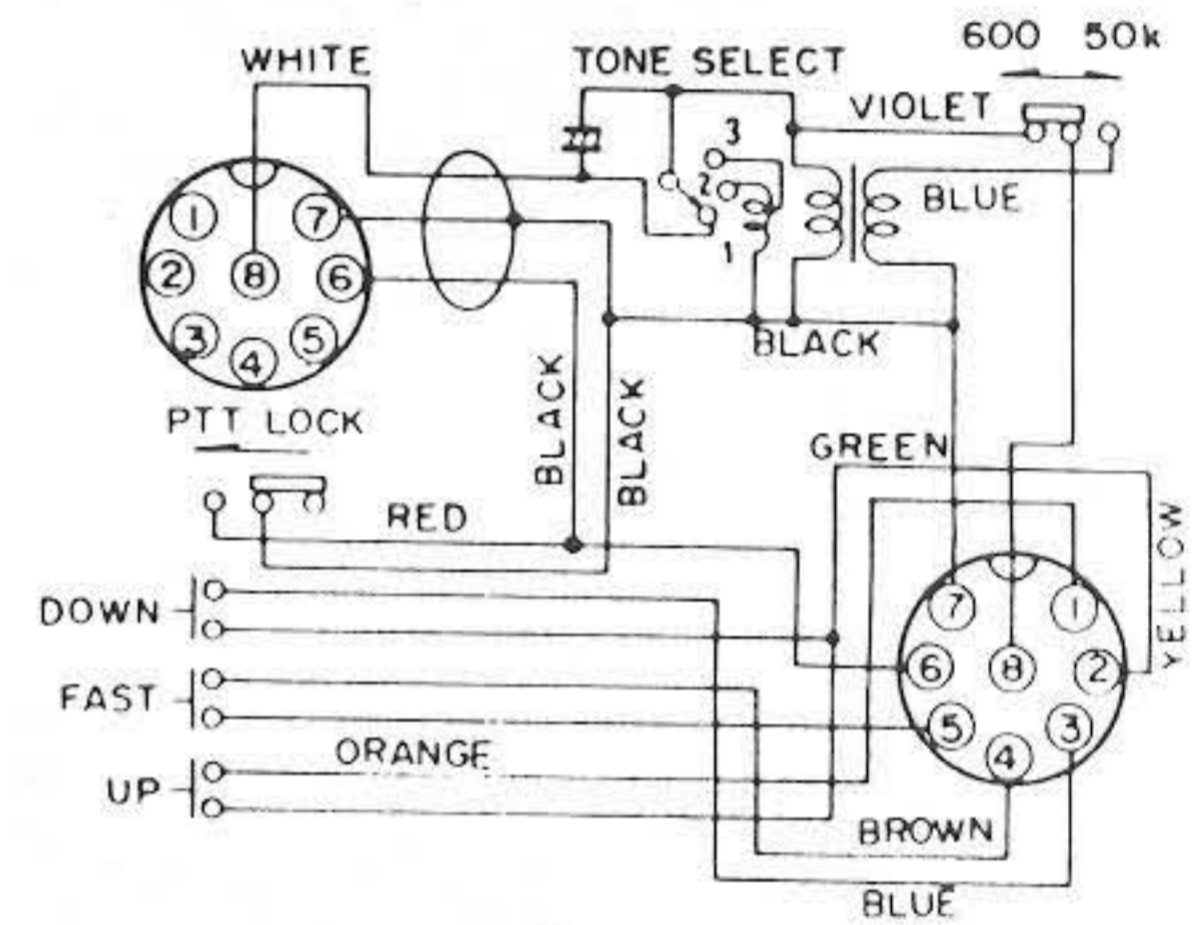 600 50k
WHITE
TONE SELECT
VIOLET
3
2
1
BLUE
1
7
2
8
6
3
4
5
BLACK
PTT LOCK
BLACK
BLACK
GREEN
RED
YELLOW
DOWN
7
1
6
8
2
FAST
5
3
4
ORANGE
UP
BROWN
BLUE